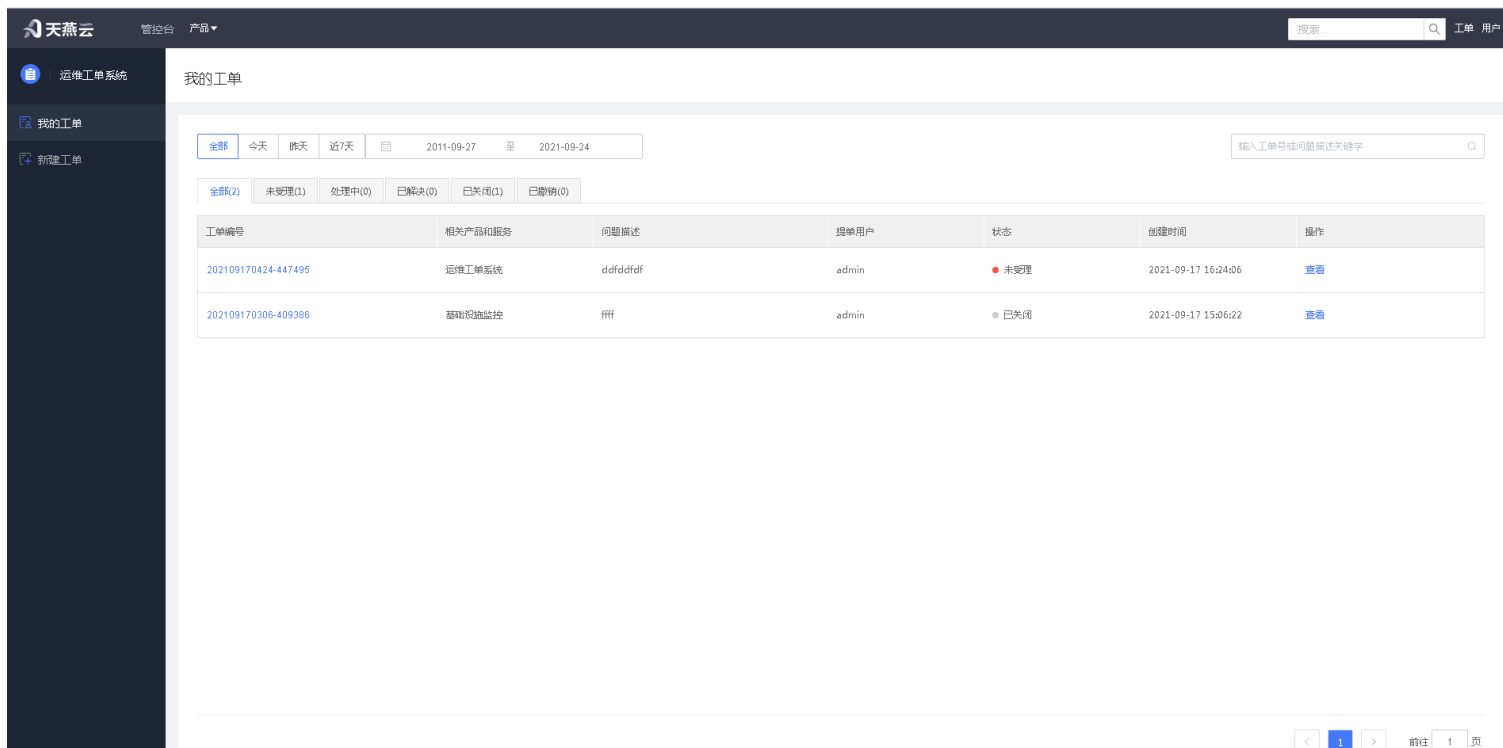 天燕云 管控台 产品 搜索... 工单 用户
运维工单系统
我的工单
我的工单
新建工单
全部 今天 昨天 近7天 2011-09-27 至 2021-09-24 输入工单号或问题描述关键字
全部(2) 未受理(1) 处理中(0) 已解决(0) 已关闭(1) 已撤销(0)
工单编号 相关产品和服务 问题描述 提单用户 状态 创建时间 操作
202109170424-447495 运维工单系统 ddfddfdf admin 未受理 2021-09-17 16:24:06 查看
202109170306-409386 基础设施监控 ffff admin 已关闭 2021-09-17 15:06:22 查看
1 前往 1 页